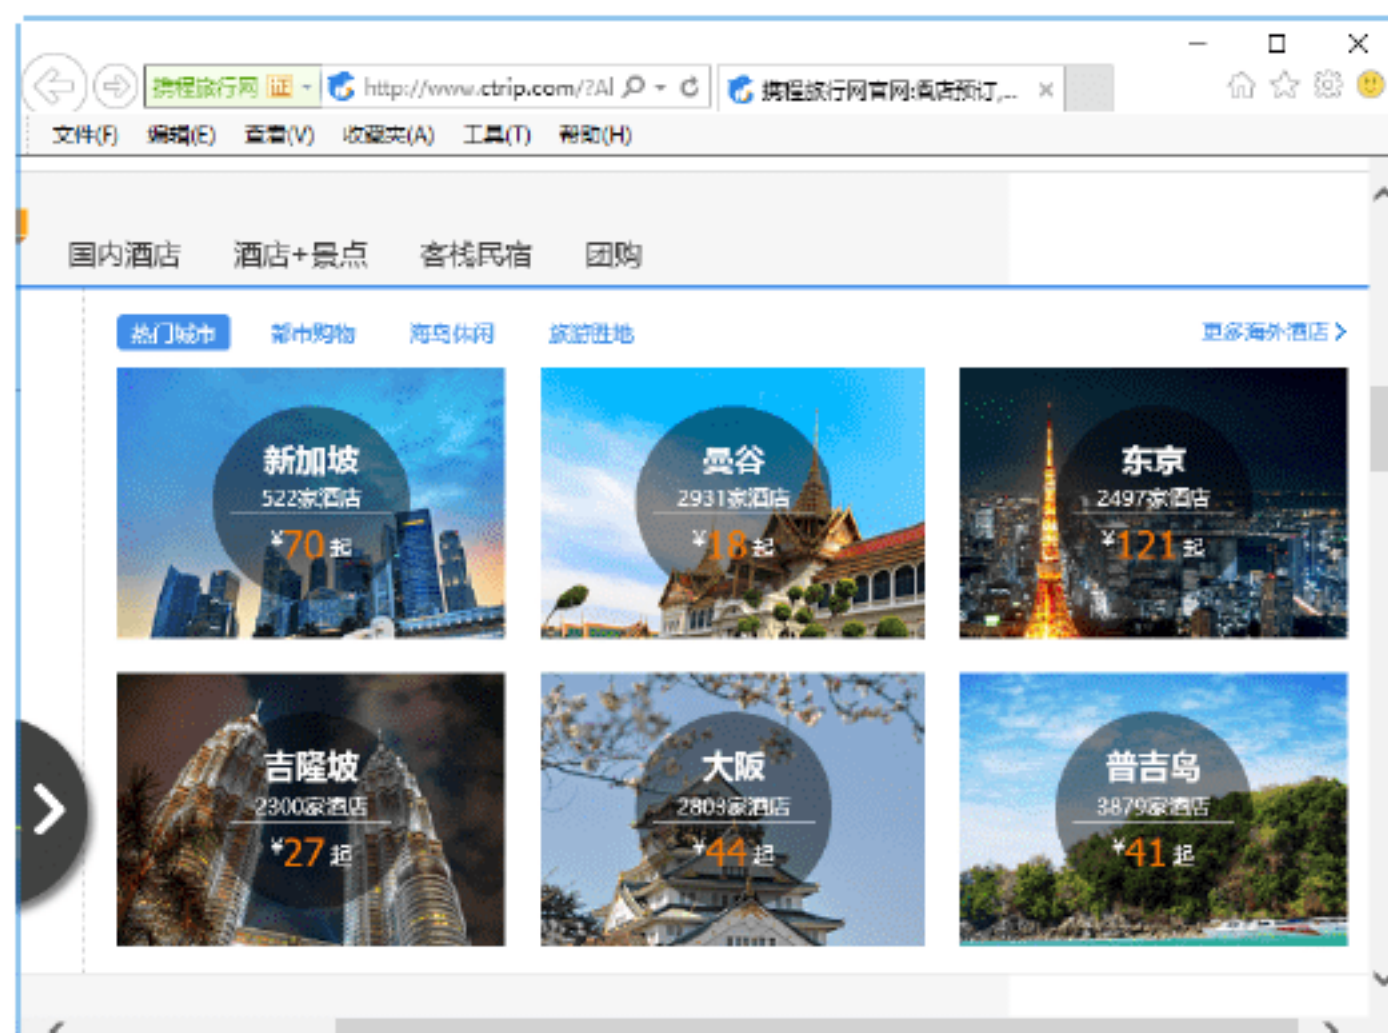 携程旅行网 证
http://www.ctrip.com/?Al
携程旅行网官网:酒店预订,...
文件(F) 编辑(E) 查看(V) 收藏夹(A) 工具(T) 帮助(H)
国内酒店 酒店+景点 客栈民宿 团购
热门城市 都市购物 海岛休闲 旅游胜地 更多海外酒店
新加坡
522家酒店
¥70起
曼谷
2931家酒店
¥18起
东京
2497家酒店
¥121起
吉隆坡
2300家酒店
¥27起
大阪
2803家酒店
¥44起
普吉岛
3879家酒店
¥41起